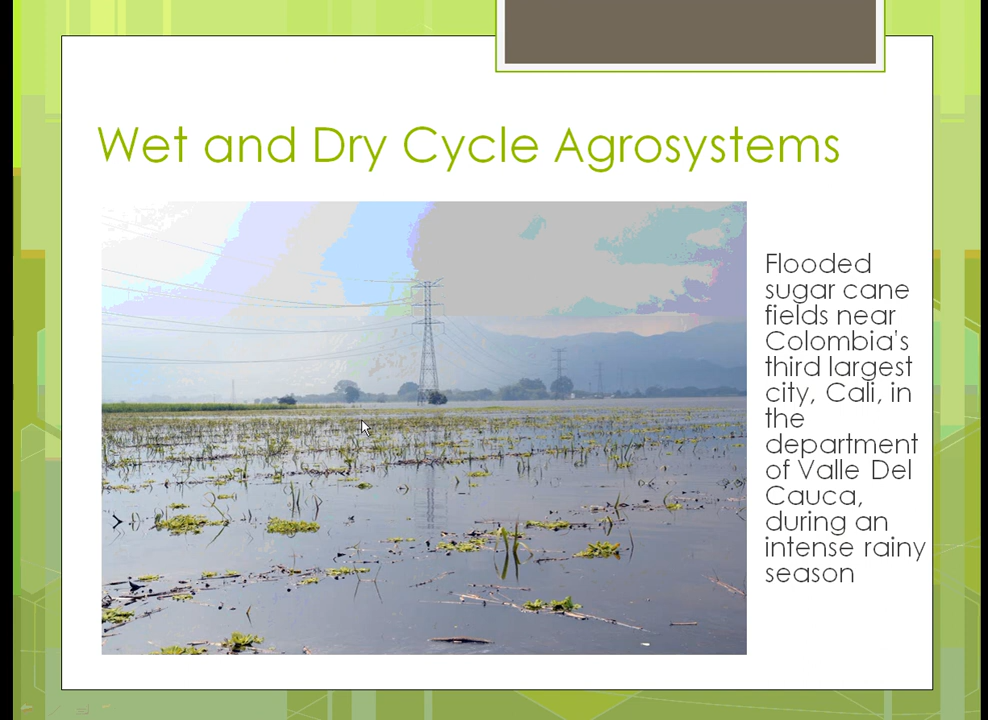 Wet and Dry Cycle Agrosystems
Flooded
sugar cane
fields near
Colombia's
third largest
city, Cali, in
the
department
of Valle Del
Cauca,
during an
intense rainy
season